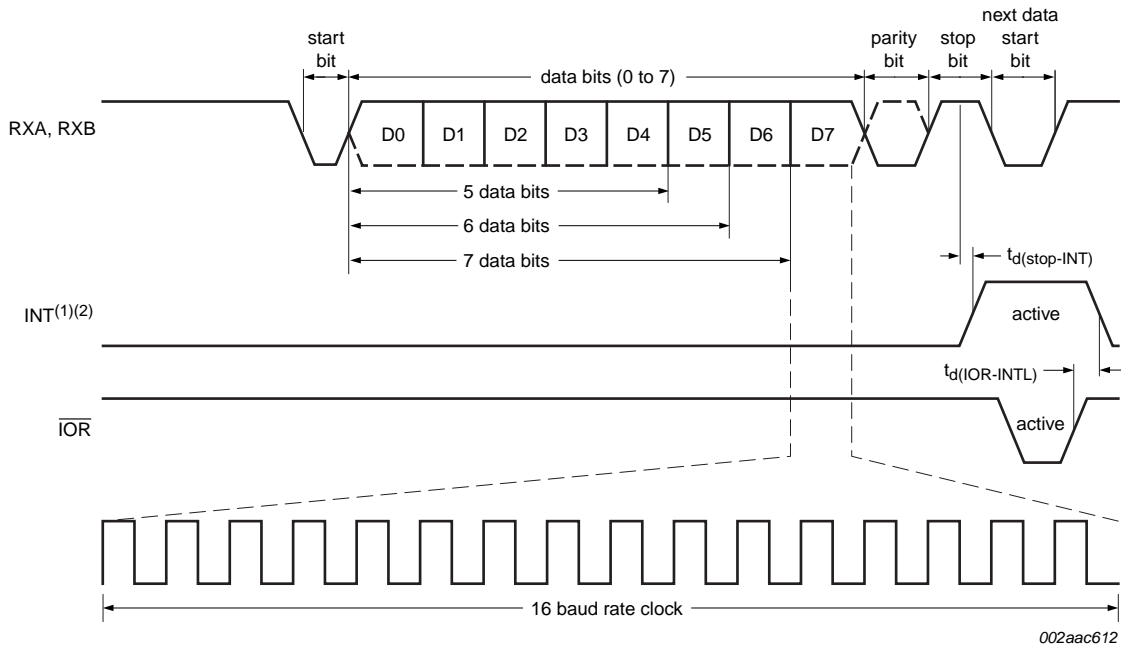 start
bit
data bits (0 to 7)
parity
bit
stop
bit
next data
start
bit
RXA, RXB
D0 D1 D2 D3 D4 D5 D6 D7
5 data bits
6 data bits
7 data bits
td(stop-INT)
INT(1)(2)
active
td(IOR-INTL)
IOR
active
16 baud rate clock
002aac612